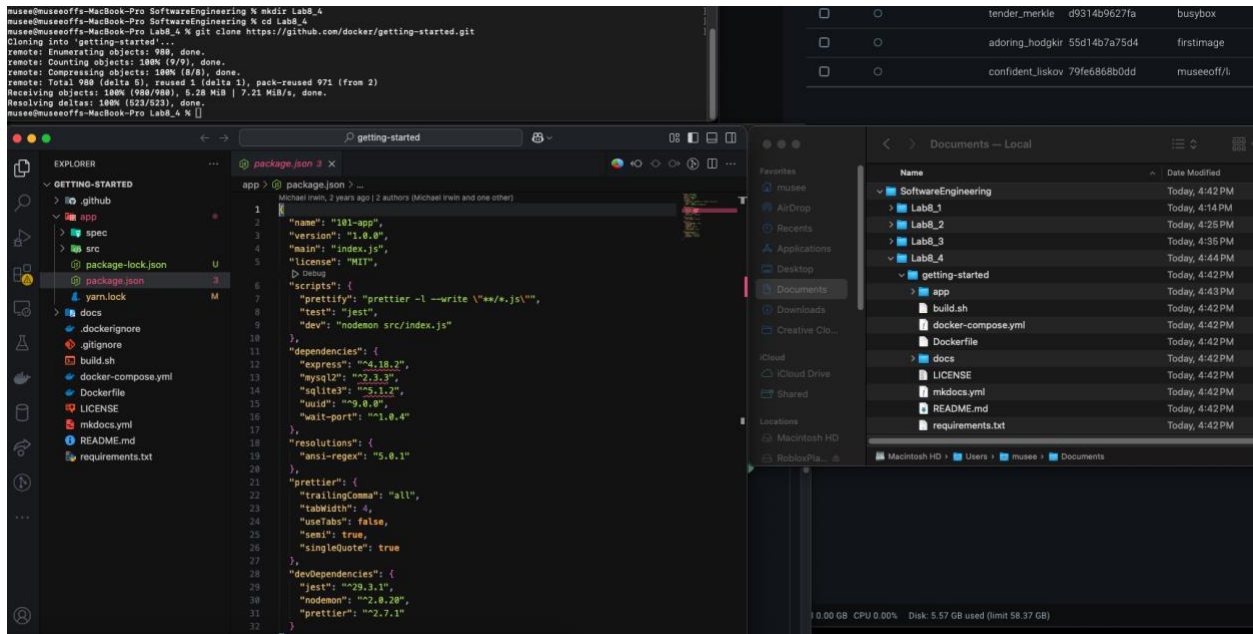 musee@museeoffs-MacBook-Pro SoftwareEngineering % mkdir Lab8_4
musee@museeoffs-MacBook-Pro SoftwareEngineering % cd Lab8_4
musee@museeoffs-MacBook-Pro Lab8_4 % git clone https://github.com/docker/getting-started.git
Cloning into 'getting-started'...
remote: Enumerating objects: 980, done.
remote: Counting objects: 100% (9/9), done.
remote: Compressing objects: 100% (8/8), done.
remote: Total 980 (delta 5), reused 1 (delta 1), pack-reused 971 (from 2)
Receiving objects: 100% (980/980), 5.28 MiB | 7.21 MiB/s, done.
Resolving deltas: 100% (523/523), done.
musee@museeoffs-MacBook-Pro Lab8_4 %
tender_merkle d9314b9627fa busybox
adoring_hodgkin 55d14b7a75d4 firstimage
confident_liskov 79fe6868b0dd museeoff/l
getting-started
EXPLORER
GETTING-STARTED
.github
app
spec
src
package-lock.json U
package.json 3
yarn.lock M
docs
.dockerignore
.gitignore
build.sh
docker-compose.yml
Dockerfile
LICENSE
mkdocs.yml
README.md
requirements.txt
package.json 3
app > package.json > ...
Michael Irwin, 2 years ago | 2 authors (Michael Irwin and one other)
1 {
2 "name": "101-app",
3 "version": "1.0.0",
4 "main": "index.js",
5 "license": "MIT",
Debug
6 "scripts": {
7 "prettify": "prettier -l --write \"**/*.js\"",
8 "test": "jest",
9 "dev": "nodemon src/index.js"
10 },
11 "dependencies": {
12 "express": "^4.18.2",
13 "mysql2": "^2.3.3",
14 "sqlite3": "^5.1.2",
15 "uuid": "^9.0.0",
16 "wait-port": "^1.0.4"
17 },
18 "resolutions": {
19 "ansi-regex": "5.0.1"
20 },
21 "prettier": {
22 "trailingComma": "all",
23 "tabWidth": 4,
24 "useTabs": false,
25 "semi": true,
26 "singleQuote": true
27 },
28 "devDependencies": {
29 "jest": "^29.3.1",
30 "nodemon": "^2.0.20",
31 "prettier": "^2.7.1"
32 }
Documents — Local
Favorites
musee
AirDrop
Recents
Applications
Desktop
Documents
Downloads
Creative Clo...
iCloud
iCloud Drive
Shared
Locations
Macintosh HD
RobloxPla...
Name Date Modified
SoftwareEngineering Today, 4:42 PM
Lab8_1 Today, 4:14 PM
Lab8_2 Today, 4:25 PM
Lab8_3 Today, 4:35 PM
Lab8_4 Today, 4:44 PM
getting-started Today, 4:42 PM
app Today, 4:43 PM
build.sh Today, 4:42 PM
docker-compose.yml Today, 4:42 PM
Dockerfile Today, 4:42 PM
docs Today, 4:42 PM
LICENSE Today, 4:42 PM
mkdocs.yml Today, 4:42 PM
README.md Today, 4:42 PM
requirements.txt Today, 4:42 PM
Macintosh HD > Users > musee > Documents
0.00 GB CPU 0.00% Disk: 5.57 GB used (limit 58.37 GB)